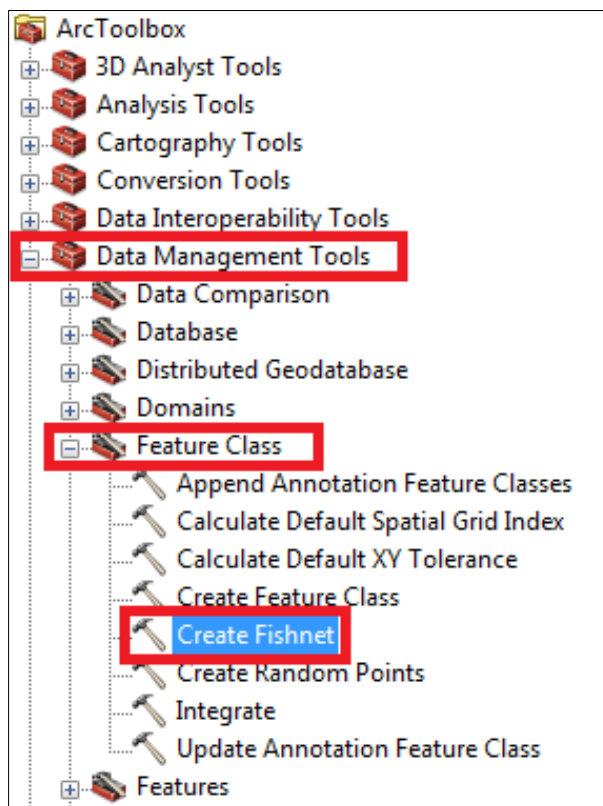 ArcToolbox
3D Analyst Tools
Analysis Tools
Cartography Tools
Conversion Tools
Data Interoperability Tools
Data Management Tools
Data Comparison
Database
Distributed Geodatabase
Domains
Feature Class
Append Annotation Feature Classes
Calculate Default Spatial Grid Index
Calculate Default XY Tolerance
Create Feature Class
Create Fishnet
Create Random Points
Integrate
Update Annotation Feature Class
Features